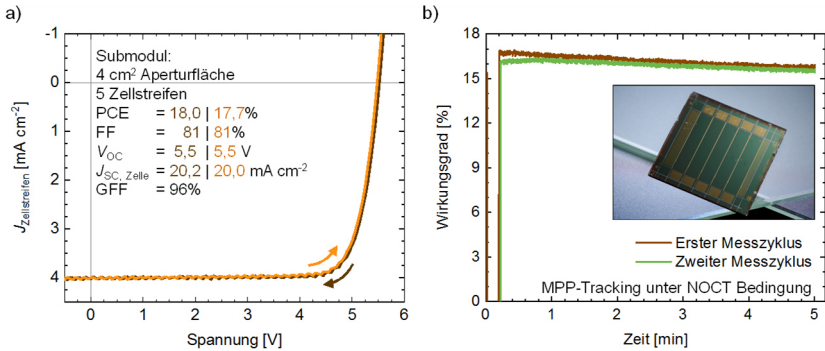 a)
-1
0
1
2
3
4
J_Zellstreifen [mA cm-2]
Submodul:
4 cm² Aperturfläche
5 Zellstreifen
PCE = 18,0 | 17,7%
FF = 81 | 81%
V_OC = 5,5 | 5,5 V
J_SC, Zelle = 20,2 | 20,0 mA cm-2
GFF = 96%
0 1 2 3 4 5 6
Spannung [V]
b)
18
15
12
9
6
3
0
Wirkungsgrad [%]
Erster Messzyklus
Zweiter Messzyklus
MPP-Tracking unter NOCT Bedingung
0 1 2 3 4 5
Zeit [min]